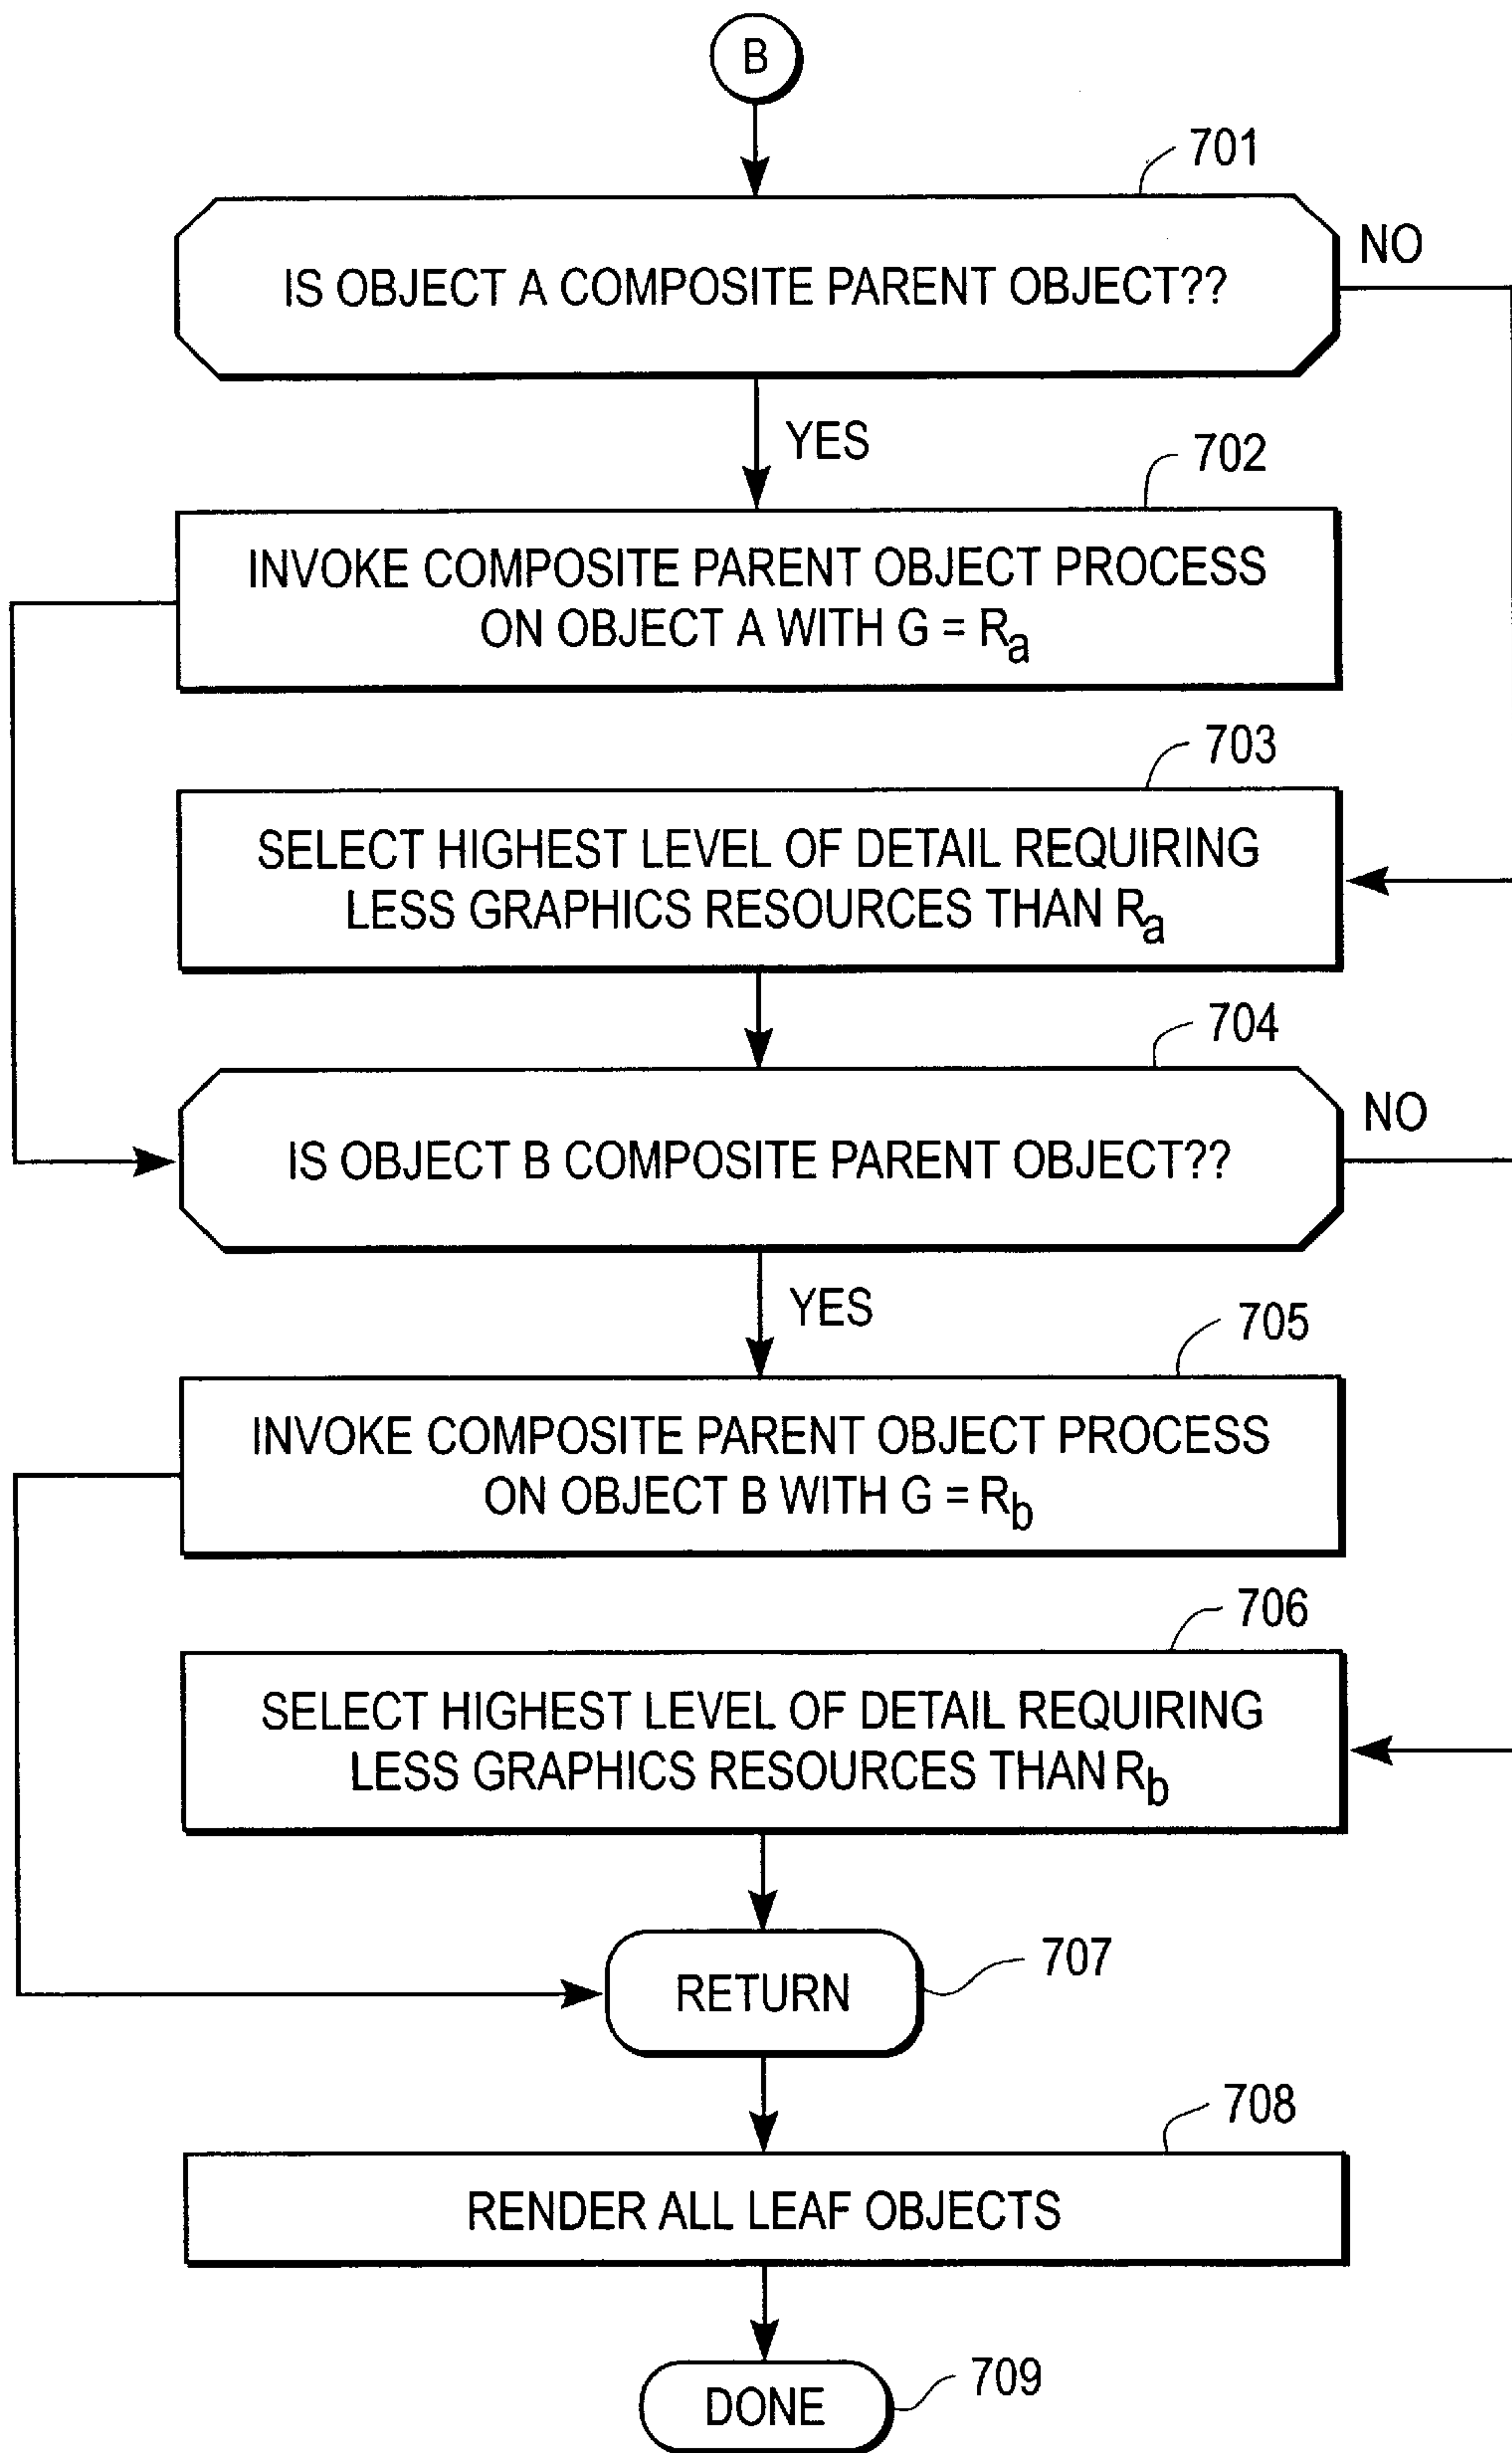 B
701
IS OBJECT A COMPOSITE PARENT OBJECT??
NO
YES
702
INVOKE COMPOSITE PARENT OBJECT PROCESS
ON OBJECT A WITH G = Ra
703
SELECT HIGHEST LEVEL OF DETAIL REQUIRING
LESS GRAPHICS RESOURCES THAN Ra
704
IS OBJECT B COMPOSITE PARENT OBJECT??
NO
YES
705
INVOKE COMPOSITE PARENT OBJECT PROCESS
ON OBJECT B WITH G = Rb
706
SELECT HIGHEST LEVEL OF DETAIL REQUIRING
LESS GRAPHICS RESOURCES THAN Rb
RETURN
707
708
RENDER ALL LEAF OBJECTS
DONE
709